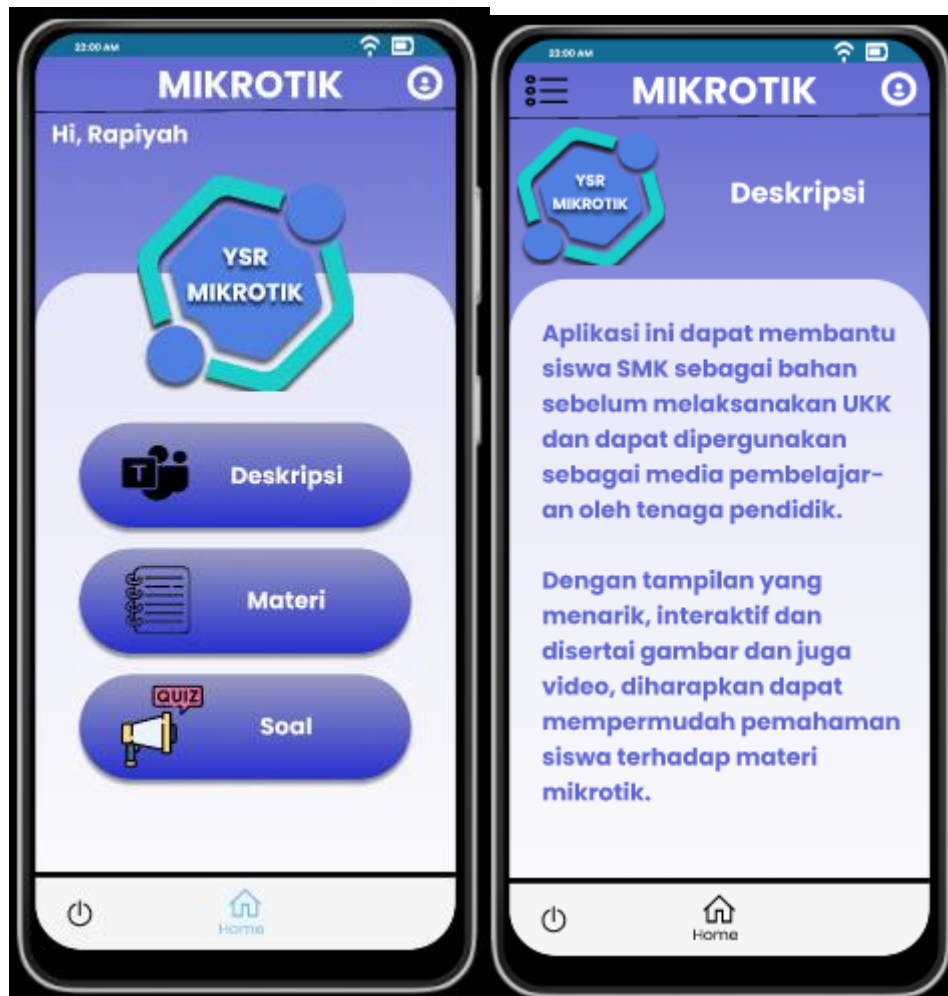 23:00 AM
MIKROTIK
Hi, Rapiyah
YSR
MIKROTIK
T
Deskripsi
Materi
QUIZ
Soal
Home
23:00 AM
MIKROTIK
YSR
MIKROTIK
Deskripsi
Aplikasi ini dapat membantu
siswa SMK sebagai bahan
sebelum melaksanakan UKK
dan dapat dipergunakan
sebagai media pembelajar-
an oleh tenaga pendidik.
Dengan tampilan yang
menarik, interaktif dan
disertai gambar dan juga
video, diharapkan dapat
mempermudah pemahaman
siswa terhadap materi
mikrotik.
Home